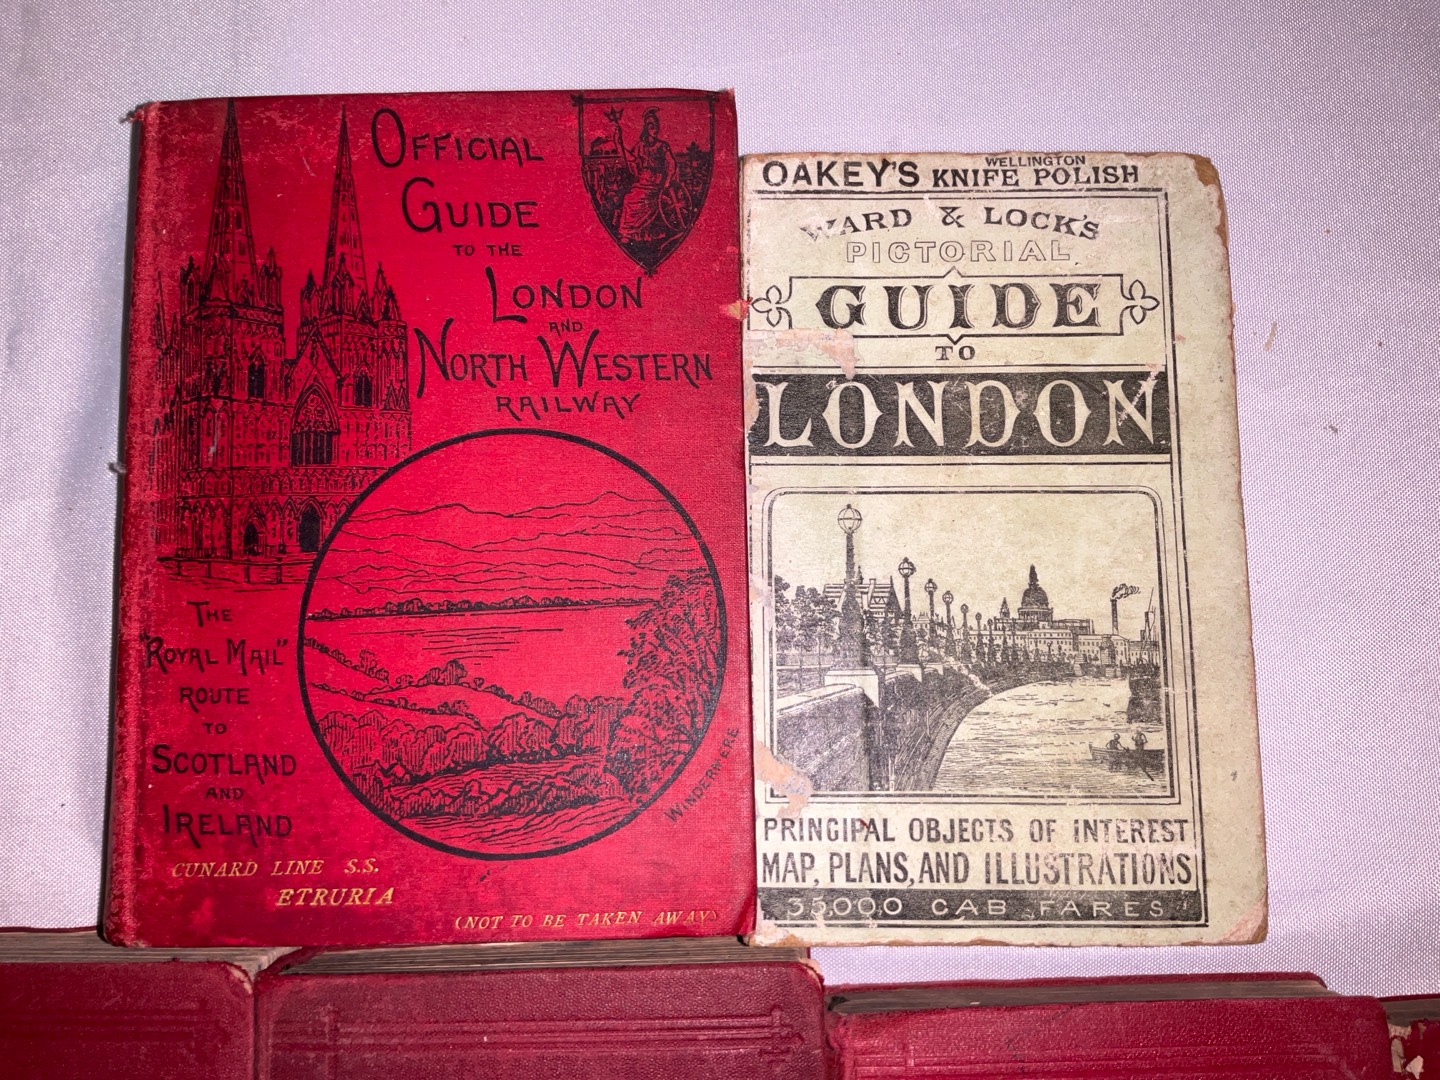 OFFICIAL
GUIDE
TO THE
LONDON
AND
NORTH WESTERN
RAILWAY
THE
"ROYAL MAIL"
ROUTE
TO
SCOTLAND
AND
IRELAND
WINDERMERE
CUNARD LINE S.S.
ETRURIA
(NOT TO BE TAKEN AWAY)
OAKEY'S WELLINGTON KNIFE POLISH
WARD & LOCK'S
PICTORIAL
GUIDE
TO
LONDON
PRINCIPAL OBJECTS OF INTEREST
MAP, PLANS, AND ILLUSTRATIONS
35,000 CAB FARES